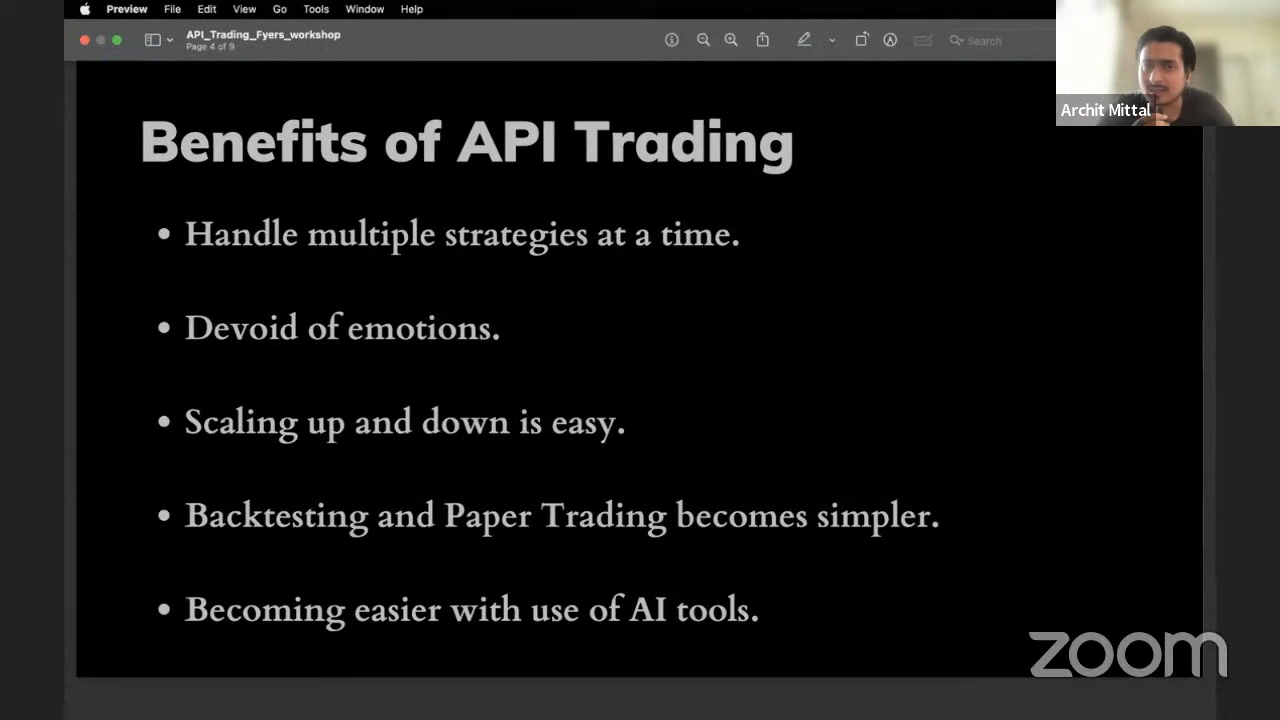 Preview File Edit View Go Tools Window Help
API_Trading_Fyers_workshop
Page 4 of 9
Search
Archit Mittal
Benefits of API Trading
• Handle multiple strategies at a time.
• Devoid of emotions.
• Scaling up and down is easy.
• Backtesting and Paper Trading becomes simpler.
• Becoming easier with use of AI tools.
zoom